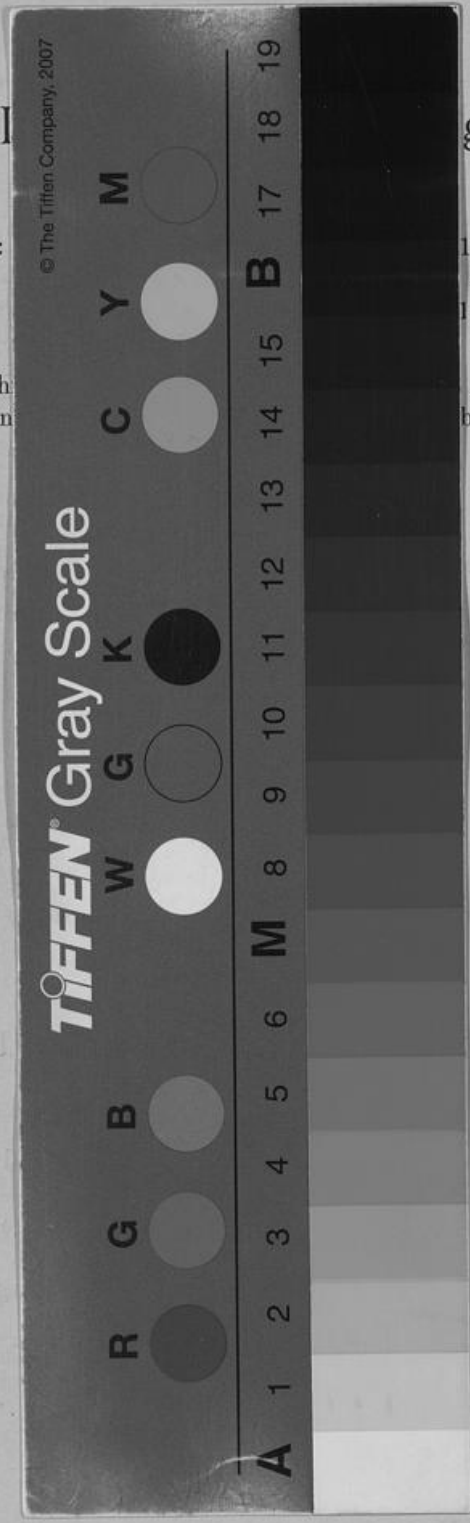 © The Tiffen Company, 2007
TIFFEN® Gray Scale
R G B W G K C Y M
A 1 2 3 4 5 6 M 8 9 10 11 12 13 14 15 B 17 18 19